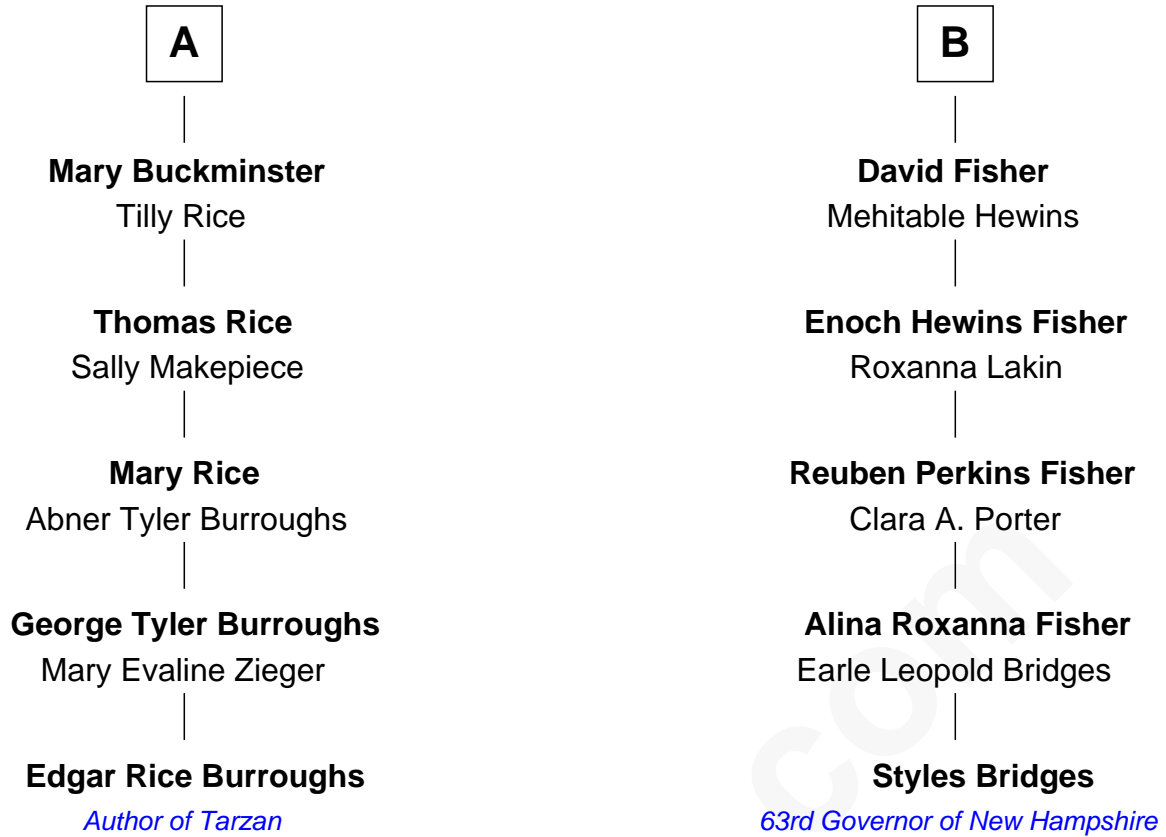 A
Mary Buckminster
Tilly Rice
Thomas Rice
Sally Makepiece
Mary Rice
Abner Tyler Burroughs
George Tyler Burroughs
Mary Evaline Zieger
Edgar Rice Burroughs
Author of Tarzan
B
David Fisher
Mehitable Hewins
Enoch Hewins Fisher
Roxanna Lakin
Reuben Perkins Fisher
Clara A. Porter
Alina Roxanna Fisher
Earle Leopold Bridges
Styles Bridges
63rd Governor of New Hampshire
com